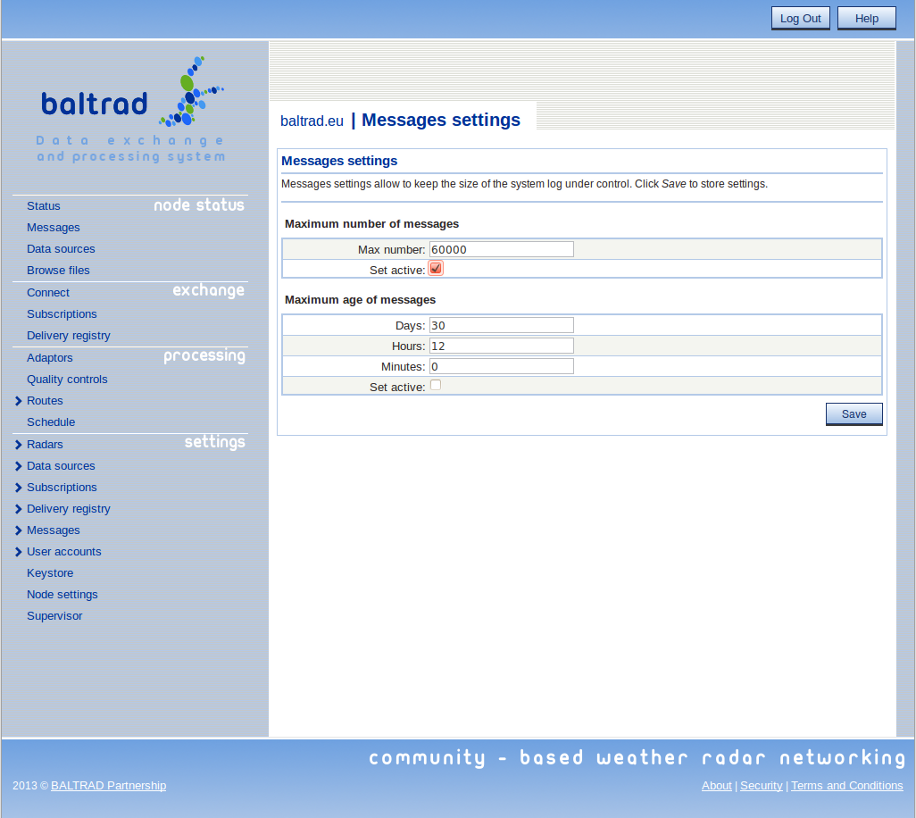 Log Out Help
baltrad
Data exchange
and processing system
baltrad.eu | Messages settings
node status
Status
Messages
Data sources
Browse files
exchange
Connect
Subscriptions
Delivery registry
processing
Adaptors
Quality controls
Routes
Schedule
settings
Radars
Data sources
Subscriptions
Delivery registry
Messages
User accounts
Keystore
Node settings
Supervisor
Messages settings
Messages settings allow to keep the size of the system log under control. Click Save to store settings.
Maximum number of messages
Max number: 60000
Set active:
Maximum age of messages
Days: 30
Hours: 12
Minutes: 0
Set active:
Save
community - based weather radar networking
2013 © BALTRAD Partnership
About | Security | Terms and Conditions